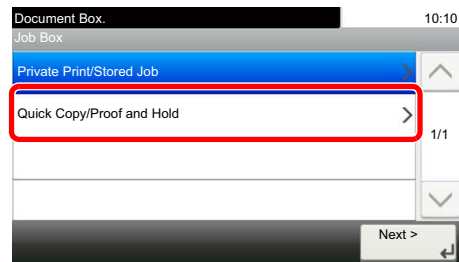 Document Box.
10:10
Job Box
Private Print/Stored Job
Quick Copy/Proof and Hold
1/1
Next >